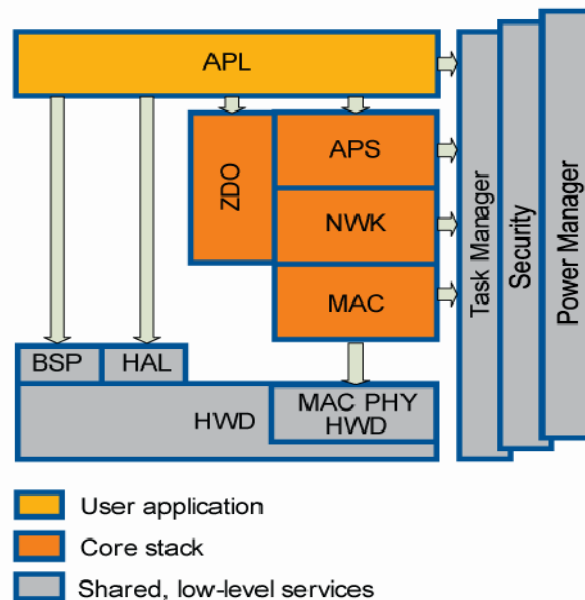 APL
ZDO
APS
NWK
MAC
BSP
HAL
HWD
MAC PHY
HWD
Task Manager
Security
Power Manager
User application
Core stack
Shared, low-level services